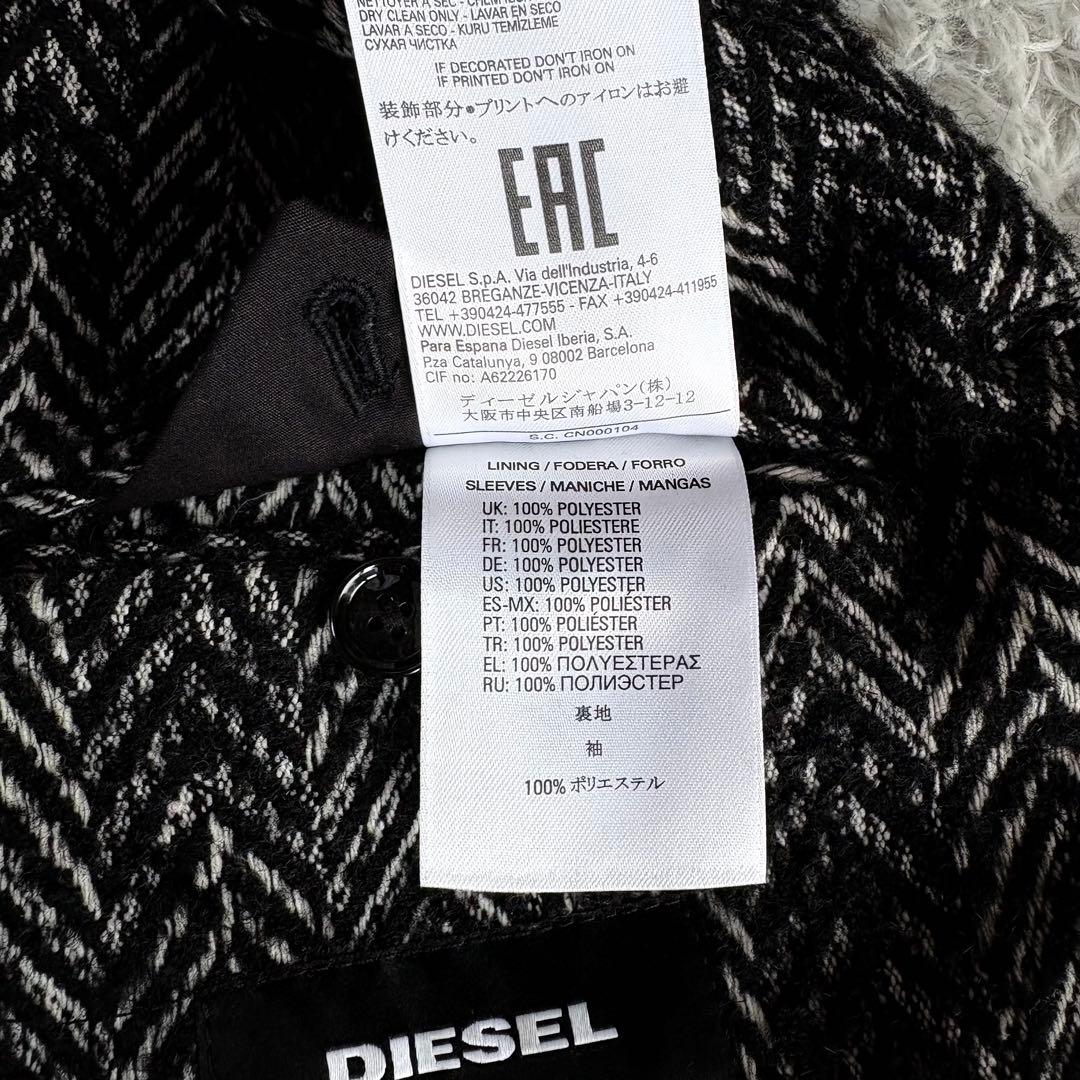 NETTOYER A SEC -
DRY CLEAN ONLY - LAVAR EN SECO
LAVAR A SECO - KURU TEMIZLEME
СУХАЯ ЧИСТКА
IF DECORATED DON'T IRON ON
IF PRINTED DON'T IRON ON
装飾部分●プリントへのアイロンはお避
けください。
EAC
DIESEL S.p.A. Via dell'Industria, 4-6
36042 BREGANZE-VICENZA-ITALY
TEL +390424-477555 - FAX +390424-411955
WWW.DIESEL.COM
Para Espana Diesel Iberia, S.A.
P.za Catalunya, 9 08002 Barcelona
CIF no: A62226170
ディーゼルジャパン(株)
大阪市中央区南船場3-12-12
S.C. CN000104
LINING / FODERA / FORRO
SLEEVES / MANICHE / MANGAS
UK: 100% POLYESTER
IT: 100% POLIESTERE
FR: 100% POLYESTER
DE: 100% POLYESTER
US: 100% POLYESTER
ES-MX: 100% POLIÉSTER
PT: 100% POLIÉSTER
TR: 100% POLYESTER
EL: 100% ΠΟΛΥΕΣΤΕΡΑΣ
RU: 100% ПОЛИЭСТЕР
裏地
袖
100% ポリエステル
DIESEL